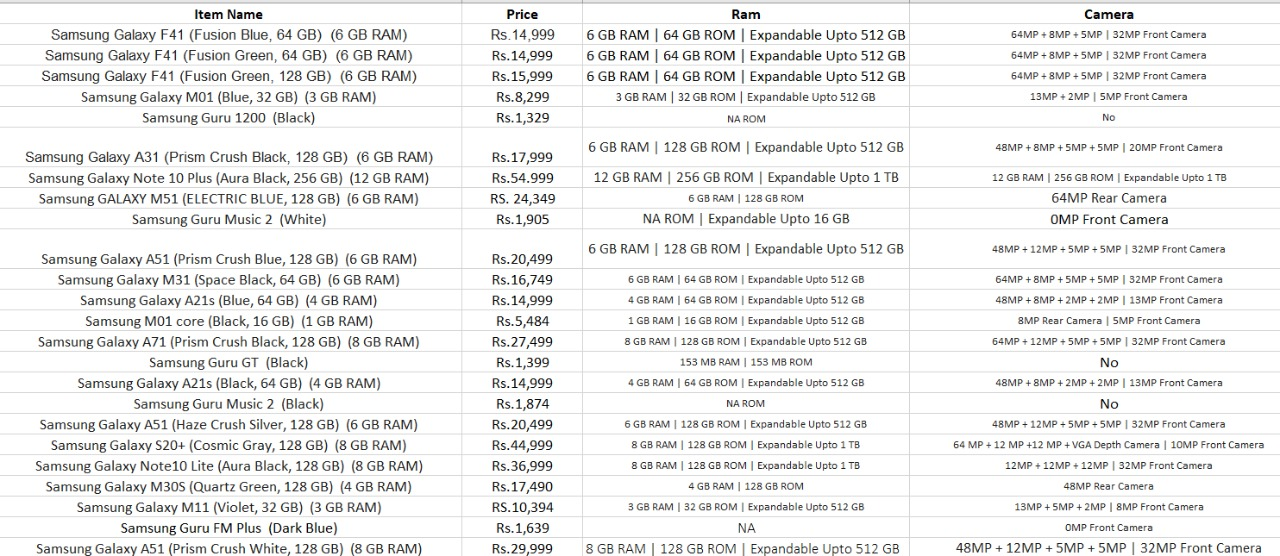 Item Name Price Ram Camera
Samsung Galaxy F41 (Fusion Blue, 64 GB) (6 GB RAM) Rs.14,999 6 GB RAM | 64 GB ROM | Expandable Upto 512 GB 64MP + 8MP + 5MP | 32MP Front Camera
Samsung Galaxy F41 (Fusion Green, 64 GB) (6 GB RAM) Rs.14,999 6 GB RAM | 64 GB ROM | Expandable Upto 512 GB 64MP + 8MP + 5MP | 32MP Front Camera
Samsung Galaxy F41 (Fusion Green, 128 GB) (6 GB RAM) Rs.15,999 6 GB RAM | 64 GB ROM | Expandable Upto 512 GB 64MP + 8MP + 5MP | 32MP Front Camera
Samsung Galaxy M01 (Blue, 32 GB) (3 GB RAM) Rs.8,299 3 GB RAM | 32 GB ROM | Expandable Upto 512 GB 13MP + 2MP | 5MP Front Camera
Samsung Guru 1200 (Black) Rs.1,329 NA ROM No
Samsung Galaxy A31 (Prism Crush Black, 128 GB) (6 GB RAM) Rs.17,999 6 GB RAM | 128 GB ROM | Expandable Upto 512 GB 48MP + 8MP + 5MP + 5MP | 20MP Front Camera
Samsung Galaxy Note 10 Plus (Aura Black, 256 GB) (12 GB RAM) Rs.54.999 12 GB RAM | 256 GB ROM | Expandable Upto 1 TB 12 GB RAM | 256 GB ROM | Expandable Upto 1 TB
Samsung GALAXY M51 (ELECTRIC BLUE, 128 GB) (6 GB RAM) RS. 24,349 6 GB RAM | 128 GB ROM 64MP Rear Camera
Samsung Guru Music 2 (White) Rs.1,905 NA ROM | Expandable Upto 16 GB 0MP Front Camera
Samsung Galaxy A51 (Prism Crush Blue, 128 GB) (6 GB RAM) Rs.20,499 6 GB RAM | 128 GB ROM | Expandable Upto 512 GB 48MP + 12MP + 5MP + 5MP | 32MP Front Camera
Samsung Galaxy M31 (Space Black, 64 GB) (6 GB RAM) Rs.16,749 6 GB RAM | 64 GB ROM | Expandable Upto 512 GB 64MP + 8MP + 5MP + 5MP | 32MP Front Camera
Samsung Galaxy A21s (Blue, 64 GB) (4 GB RAM) Rs.14,999 4 GB RAM | 64 GB ROM | Expandable Upto 512 GB 48MP + 8MP + 2MP + 2MP | 13MP Front Camera
Samsung M01 core (Black, 16 GB) (1 GB RAM) Rs.5,484 1 GB RAM | 16 GB ROM | Expandable Upto 512 GB 8MP Rear Camera | 5MP Front Camera
Samsung Galaxy A71 (Prism Crush Black, 128 GB) (8 GB RAM) Rs.27,499 8 GB RAM | 128 GB ROM | Expandable Upto 512 GB 64MP + 12MP + 5MP + 5MP | 32MP Front Camera
Samsung Guru GT (Black) Rs.1,399 153 MB RAM | 153 MB ROM No
Samsung Galaxy A21s (Black, 64 GB) (4 GB RAM) Rs.14,999 4 GB RAM | 64 GB ROM | Expandable Upto 512 GB 48MP + 8MP + 2MP + 2MP | 13MP Front Camera
Samsung Guru Music 2 (Black) Rs.1,874 NA ROM No
Samsung Galaxy A51 (Haze Crush Silver, 128 GB) (6 GB RAM) Rs.20,499 6 GB RAM | 128 GB ROM | Expandable Upto 512 GB 48MP + 12MP + 5MP + 5MP | 32MP Front Camera
Samsung Galaxy S20+ (Cosmic Gray, 128 GB) (8 GB RAM) Rs.44,999 8 GB RAM | 128 GB ROM | Expandable Upto 1 TB 64 MP + 12 MP +12 MP + VGA Depth Camera | 10MP Front Camera
Samsung Galaxy Note10 Lite (Aura Black, 128 GB) (8 GB RAM) Rs.36,999 8 GB RAM | 128 GB ROM | Expandable Upto 1 TB 12MP + 12MP + 12MP | 32MP Front Camera
Samsung Galaxy M30S (Quartz Green, 128 GB) (4 GB RAM) Rs.17,490 4 GB RAM | 128 GB ROM 48MP Rear Camera
Samsung Galaxy M11 (Violet, 32 GB) (3 GB RAM) RS.10,394 3 GB RAM | 32 GB ROM | Expandable Upto 512 GB 13MP + 5MP + 2MP | 8MP Front Camera
Samsung Guru FM Plus (Dark Blue) Rs.1,639 NA 0MP Front Camera
Samsung Galaxy A51 (Prism Crush White, 128 GB) (8 GB RAM) Rs.29,999 8 GB RAM | 128 GB ROM | Expandable Upto 512 GB 48MP + 12MP + 5MP + 5MP | 32MP Front Camera